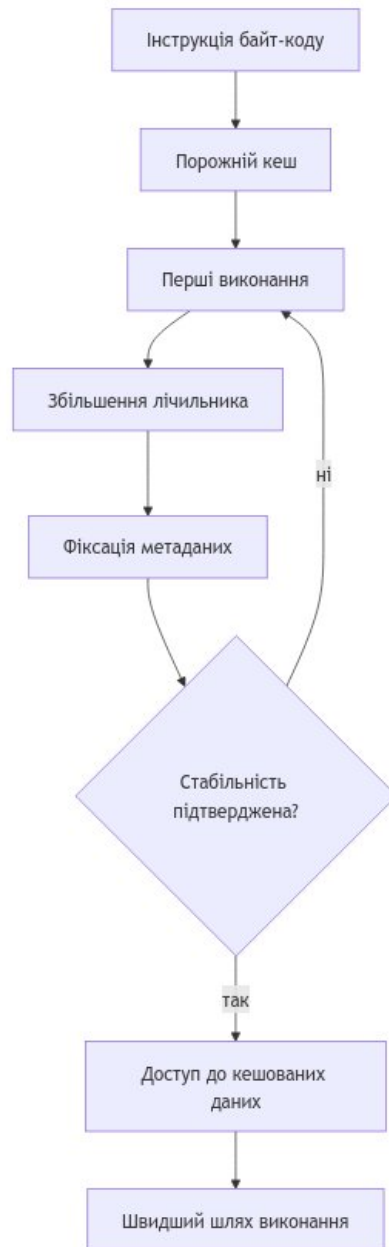 Інструкція байт-коду
Порожній кеш
Перші виконання
Збільшення лічильника
ні
Фіксація метаданих
Стабільність
підтверджена?
так
Доступ до кешованих
даних
Швидший шлях виконання